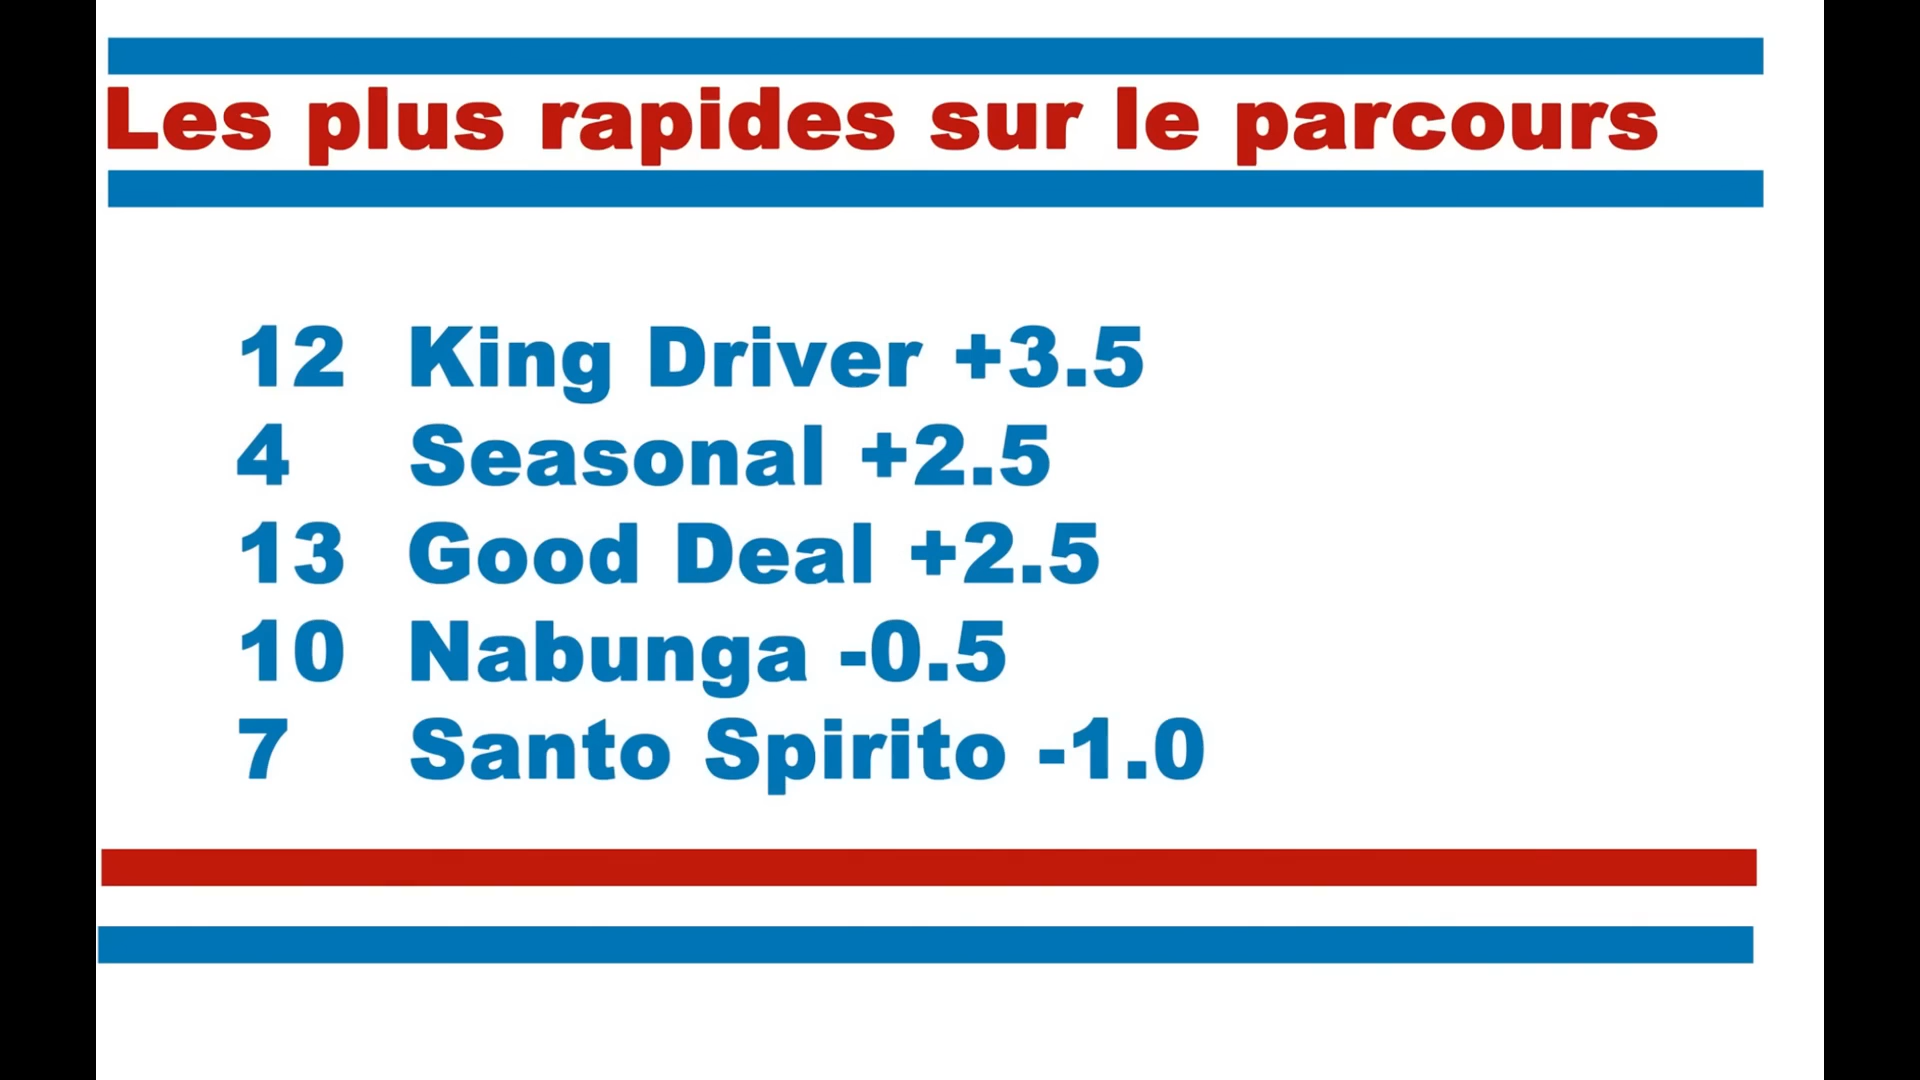 Les plus rapides sur le parcours
12 King Driver +3.5
4 Seasonal +2.5
13 Good Deal +2.5
10 Nabunga -0.5
7 Santo Spirito -1.0